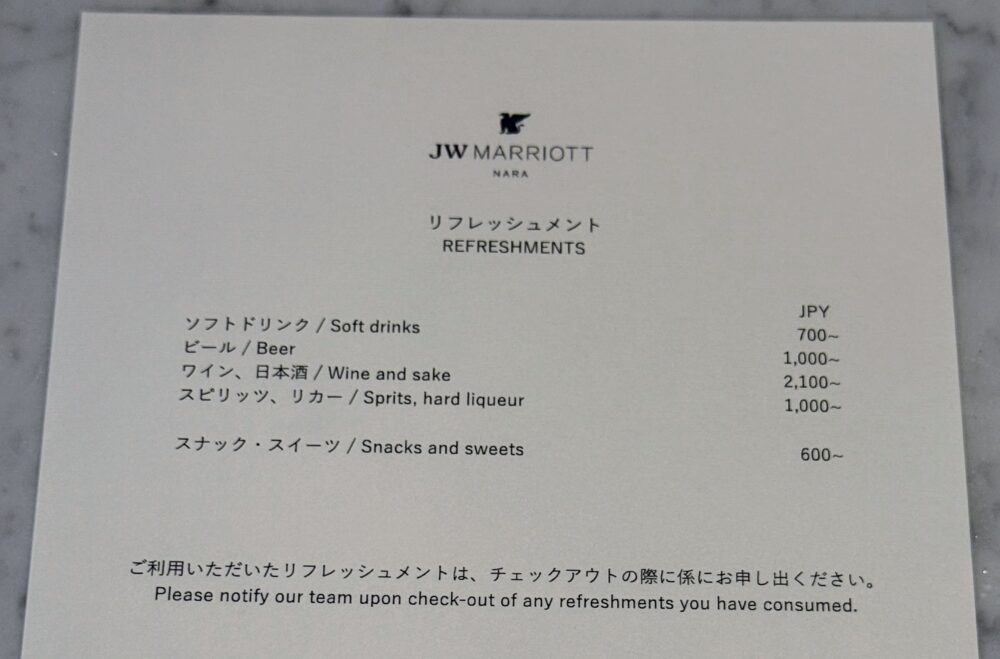 JW MARRIOTT
NARA
リフレッシュメント
REFRESHMENTS
JPY
ソフトドリンク / Soft drinks 700~
ビール / Beer 1,000~
ワイン、日本酒 / Wine and sake 2,100~
スピリッツ、リカー / Sprits, hard liqueur 1,000~
スナック・スイーツ / Snacks and sweets 600~
ご利用いただいたリフレッシュメントは、チェックアウトの際に係にお申し出ください。
Please notify our team upon check-out of any refreshments you have consumed.